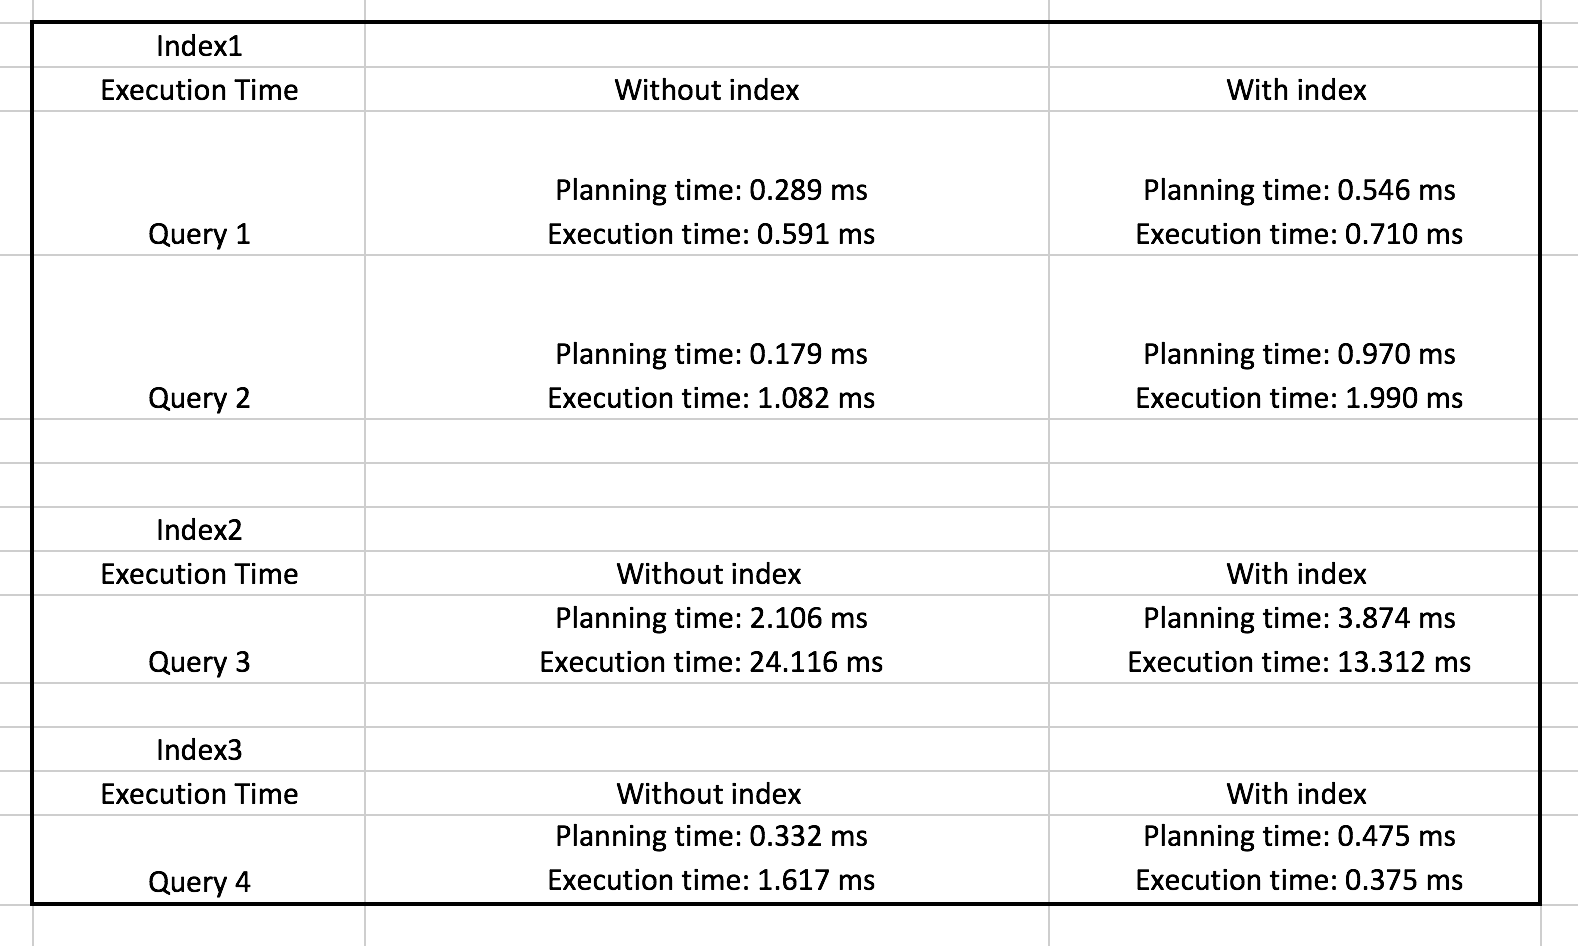 Index1
Execution Time Without index With index
Planning time: 0.289 ms Planning time: 0.546 ms
Query 1 Execution time: 0.591 ms Execution time: 0.710 ms
Planning time: 0.179 ms Planning time: 0.970 ms
Query 2 Execution time: 1.082 ms Execution time: 1.990 ms
Index2
Execution Time Without index With index
Planning time: 2.106 ms Planning time: 3.874 ms
Query 3 Execution time: 24.116 ms Execution time: 13.312 ms
Index3
Execution Time Without index With index
Planning time: 0.332 ms Planning time: 0.475 ms
Query 4 Execution time: 1.617 ms Execution time: 0.375 ms